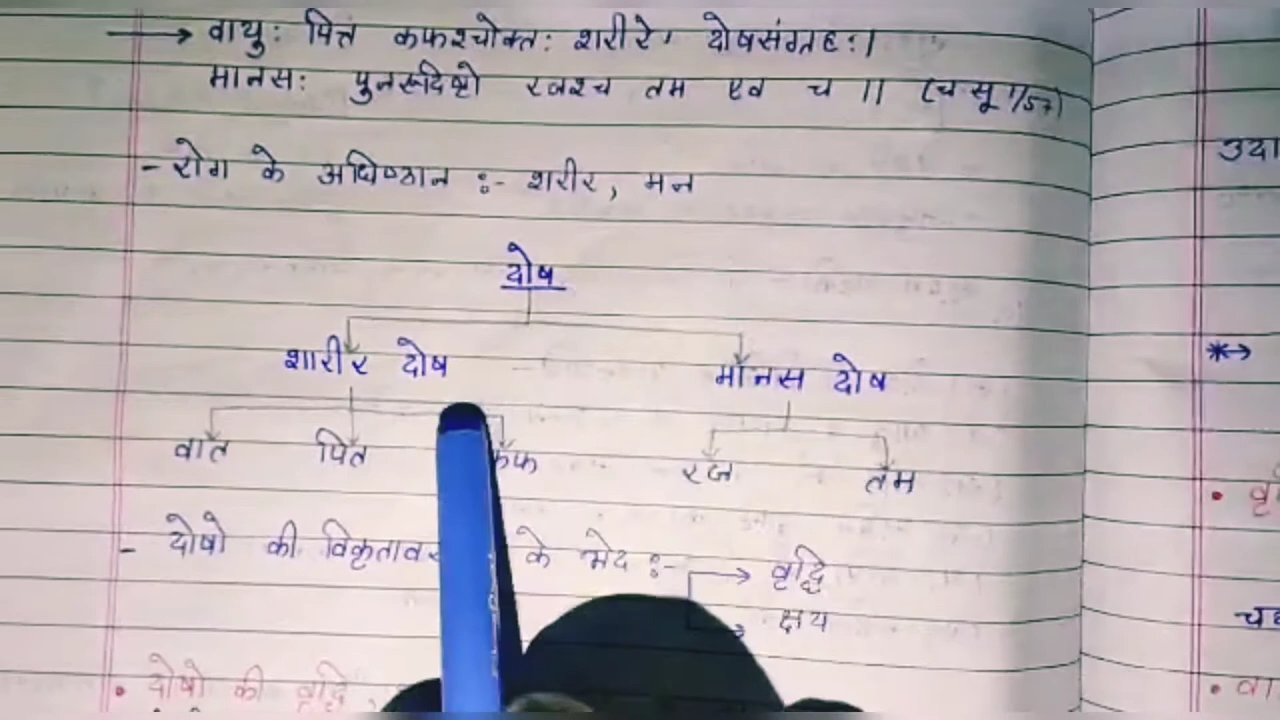 → वायुः पित्तं कफश्चोक्तः शरीरे, दोषसंग्रहः।
मानसः पुनरूदिष्टो रजश्च तम एव च ।। (च.सू 1/57)
- रोग के अधिष्ठान :- शरीर, मन
दोष
शारीर दोष मानस दोष
वात पित कफ रज तम
- दोषो की के भेद :- → वृद्धि
→ क्षय
• दोषो की वृद्धि,